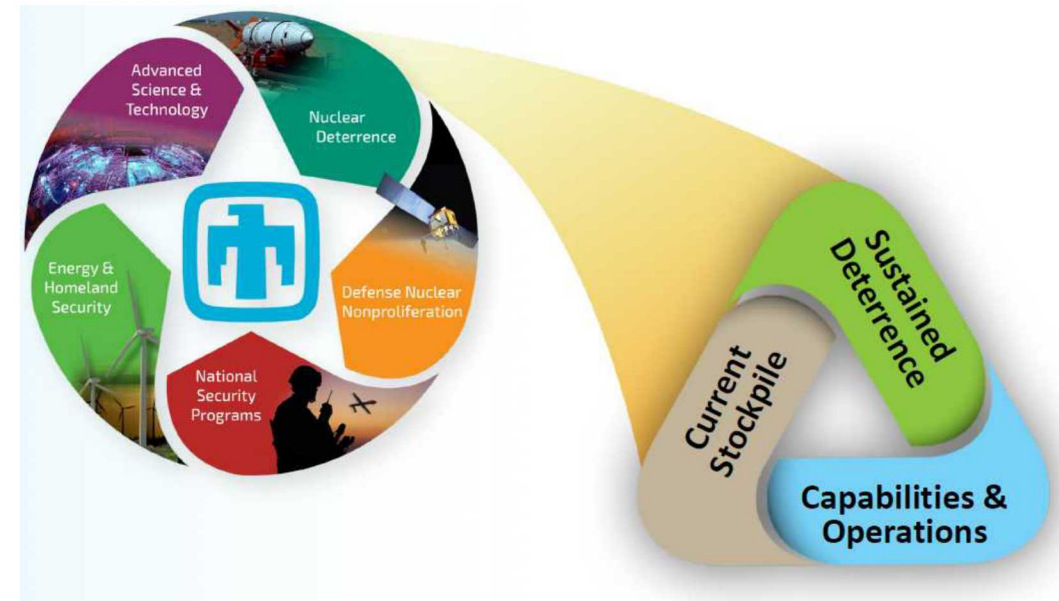 Advanced
Science &
Technology
Nuclear
Deterrence
Energy &
Homeland
Security
Defense Nuclear
Nonproliferation
National
Security
Programs
Sustained
Deterrence
Current
Stockpile
Capabilities &
Operations